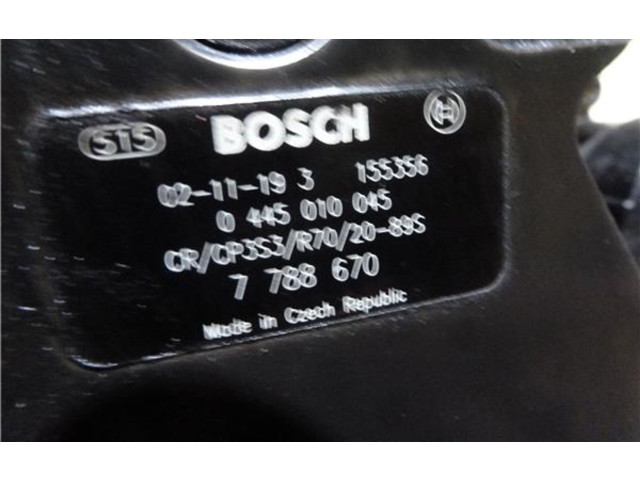 515 BOSCH
02-11-19 3 155356
0 445 010 045
CR/CP3S3/R70/20-89S
7 788 670
Made in Czech Republic